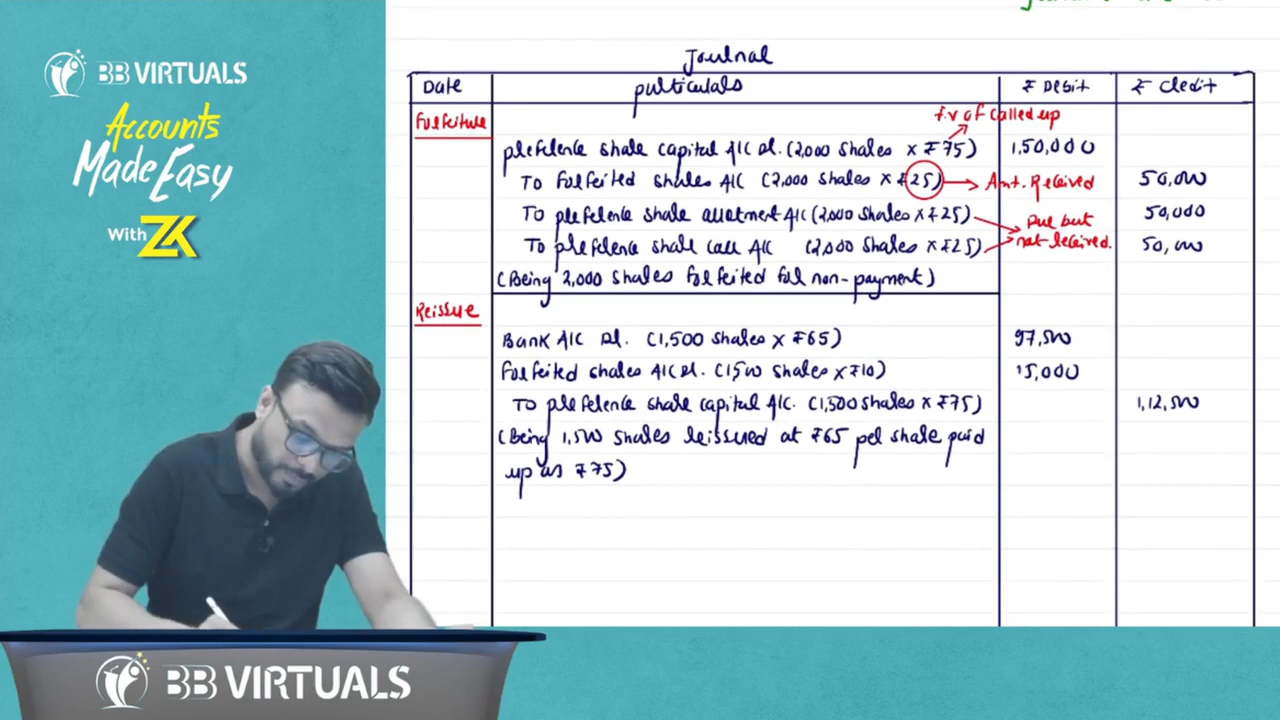 BB VIRTUALS
Accounts
Made Easy
With ZK
Journal
Date
particulars
₹ Debit
₹ Credit
Forfeiture
f.v of called up
preference share capital A/C Dr. (2,000 shares × ₹75)
1,50,000
To forfeited shares A/C (2,000 shares × ₹25)
Amt. Received
50,000
To preference share allotment A/C (2,000 shares × ₹25)
Due but
50,000
To preference share call A/C (2,000 shares × ₹25)
not received.
50,000
(Being 2,000 shares forfeited for non-payment)
Reissue
Bank A/C Dr. (1,500 shares × ₹65)
97,500
Forfeited shares A/C Dr. (1,500 shares × ₹10)
15,000
To preference share capital A/C. (1,500 shares × ₹75)
1,12,500
(Being 1,500 shares reissued at ₹65 per share paid
up as ₹75)
BB VIRTUALS